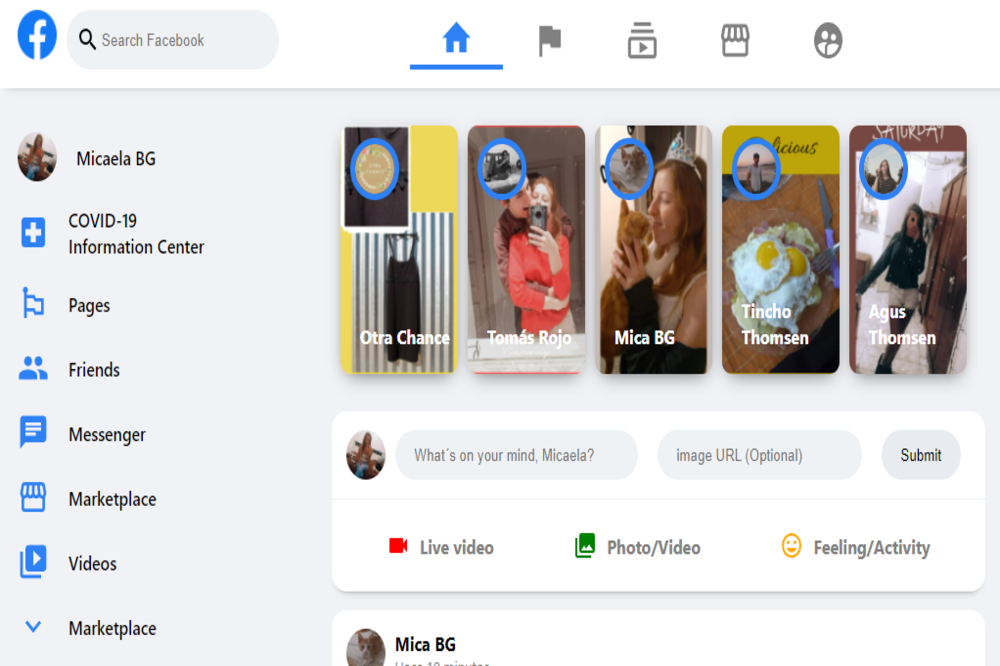 Search Facebook
Micaela BG
COVID-19
Information Center
Pages
Friends
Messenger
Marketplace
Videos
Marketplace
Otra Chance
Tomás Rojo
Mica BG
licious
Tincho
Thomsen
SATURDAY
Agus
Thomsen
What´s on your mind, Micaela?
image URL (Optional)
Submit
Live video
Photo/Video
Feeling/Activity
Mica BG